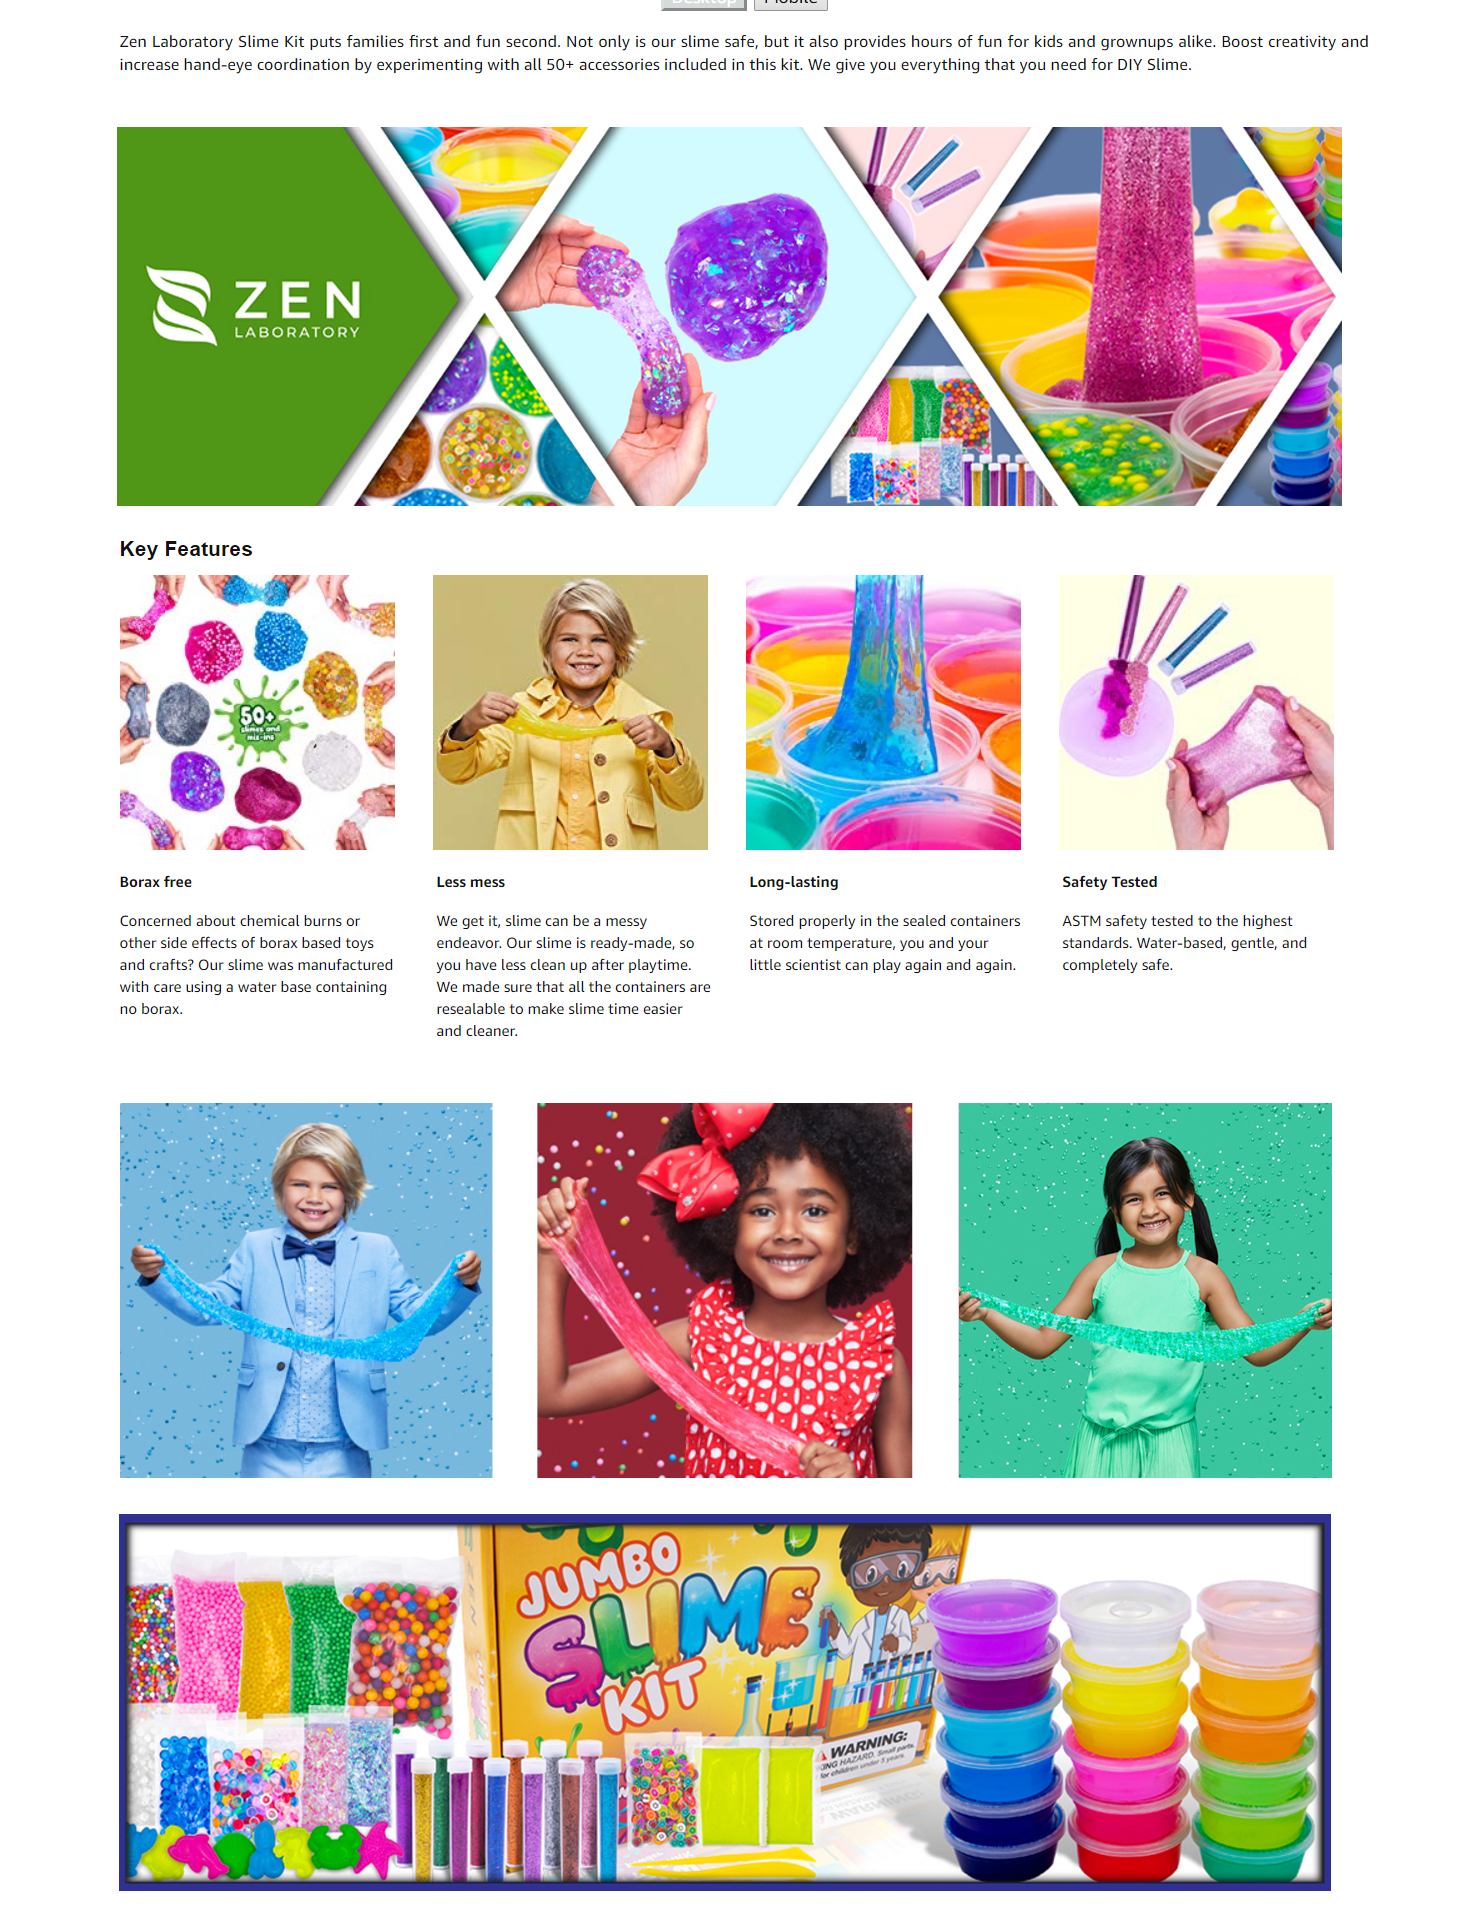 Desktop Mobile
Zen Laboratory Slime Kit puts families first and fun second. Not only is our slime safe, but it also provides hours of fun for kids and grownups alike. Boost creativity and
increase hand-eye coordination by experimenting with all 50+ accessories included in this kit. We give you everything that you need for DIY Slime.
ZEN
LABORATORY
Key Features
50+
slimes and
mix-ins
Borax free
Concerned about chemical burns or
other side effects of borax based toys
and crafts? Our slime was manufactured
with care using a water base containing
no borax.
Less mess
We get it, slime can be a messy
endeavor. Our slime is ready-made, so
you have less clean up after playtime.
We made sure that all the containers are
resealable to make slime time easier
and cleaner.
Long-lasting
Stored properly in the sealed containers
at room temperature, you and your
little scientist can play again and again.
Safety Tested
ASTM safety tested to the highest
standards. Water-based, gentle, and
completely safe.
JUMBO
SLIME
KIT
WARNING:
KING HAZARD. Small parts.
for children under 3 years.